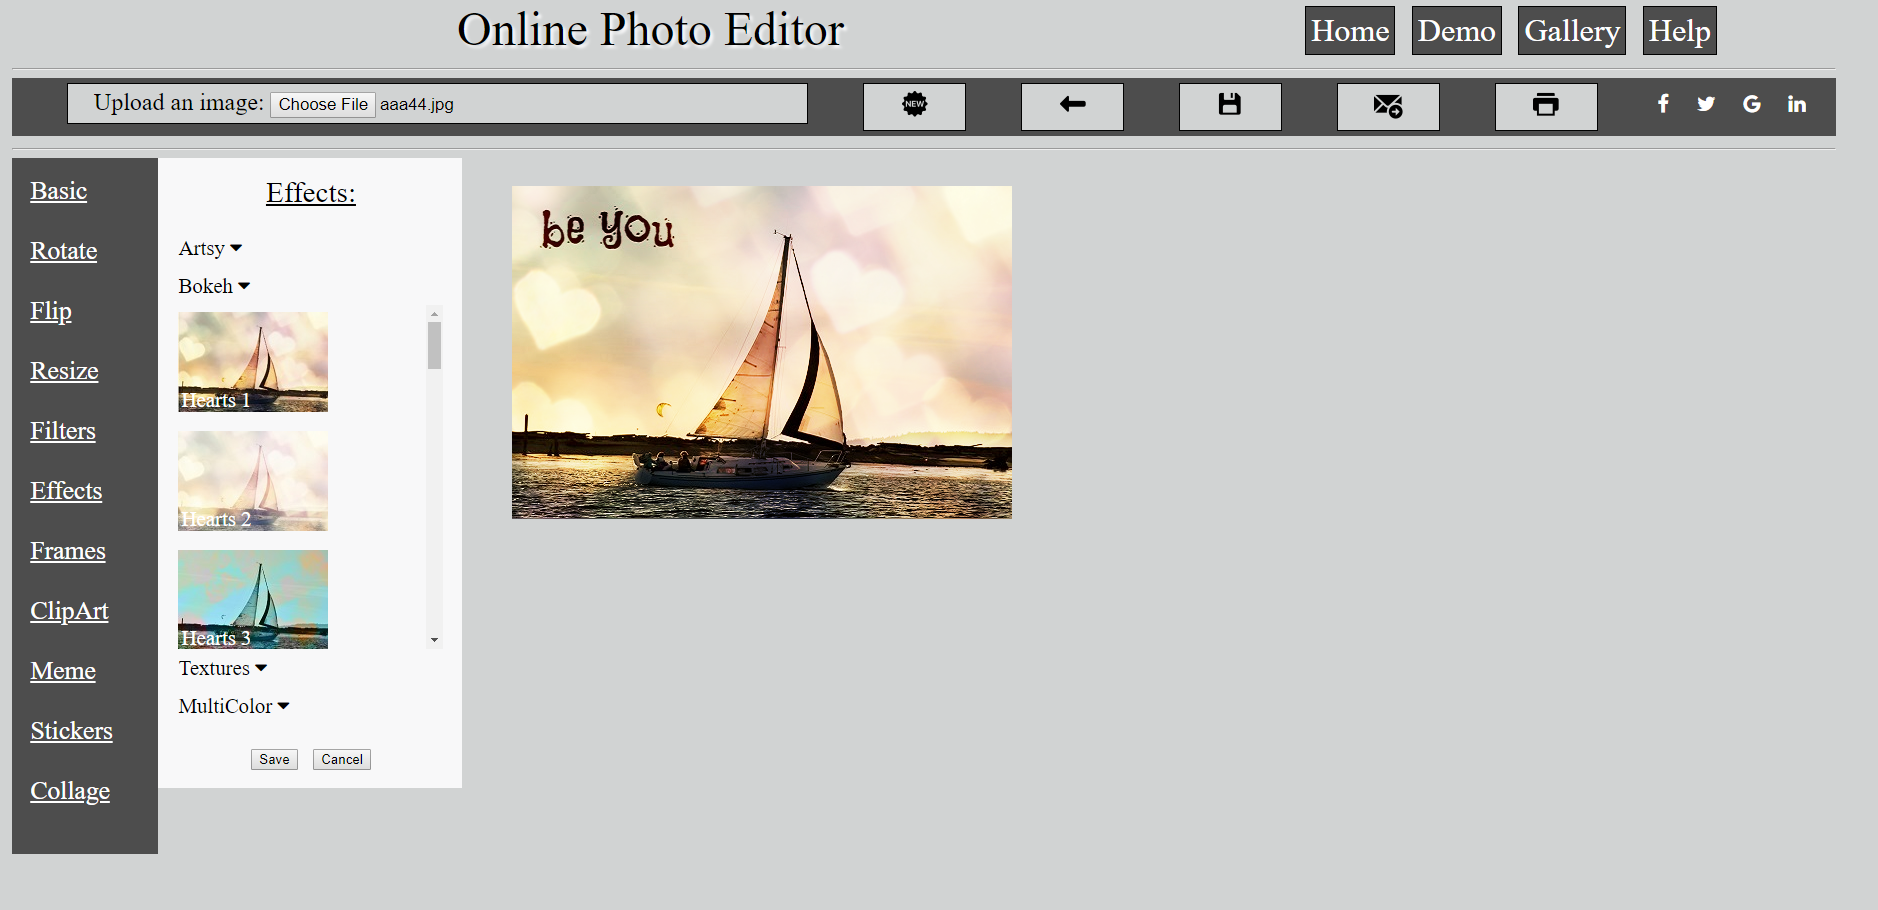 Online Photo Editor
Home Demo Gallery Help
Upload an image: Choose File aaa44.jpg
NEW
Basic
Rotate
Flip
Resize
Filters
Effects
Frames
ClipArt
Meme
Stickers
Collage
Effects:
Artsy
Bokeh
Hearts 1
Hearts 2
Hearts 3
Textures
MultiColor
Save Cancel
be you